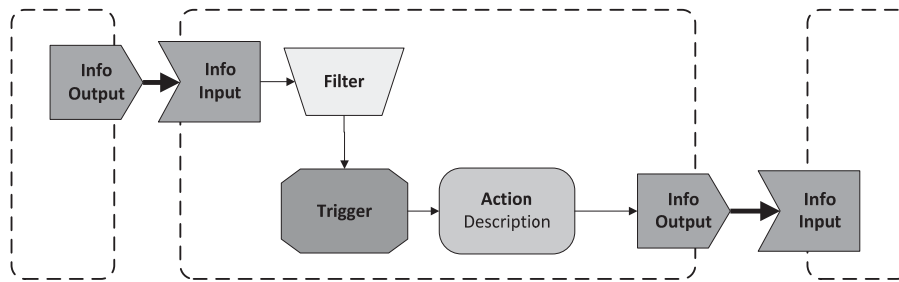 Info
Output
Info
Input
Filter
Trigger
Action
Description
Info
Output
Info
Input